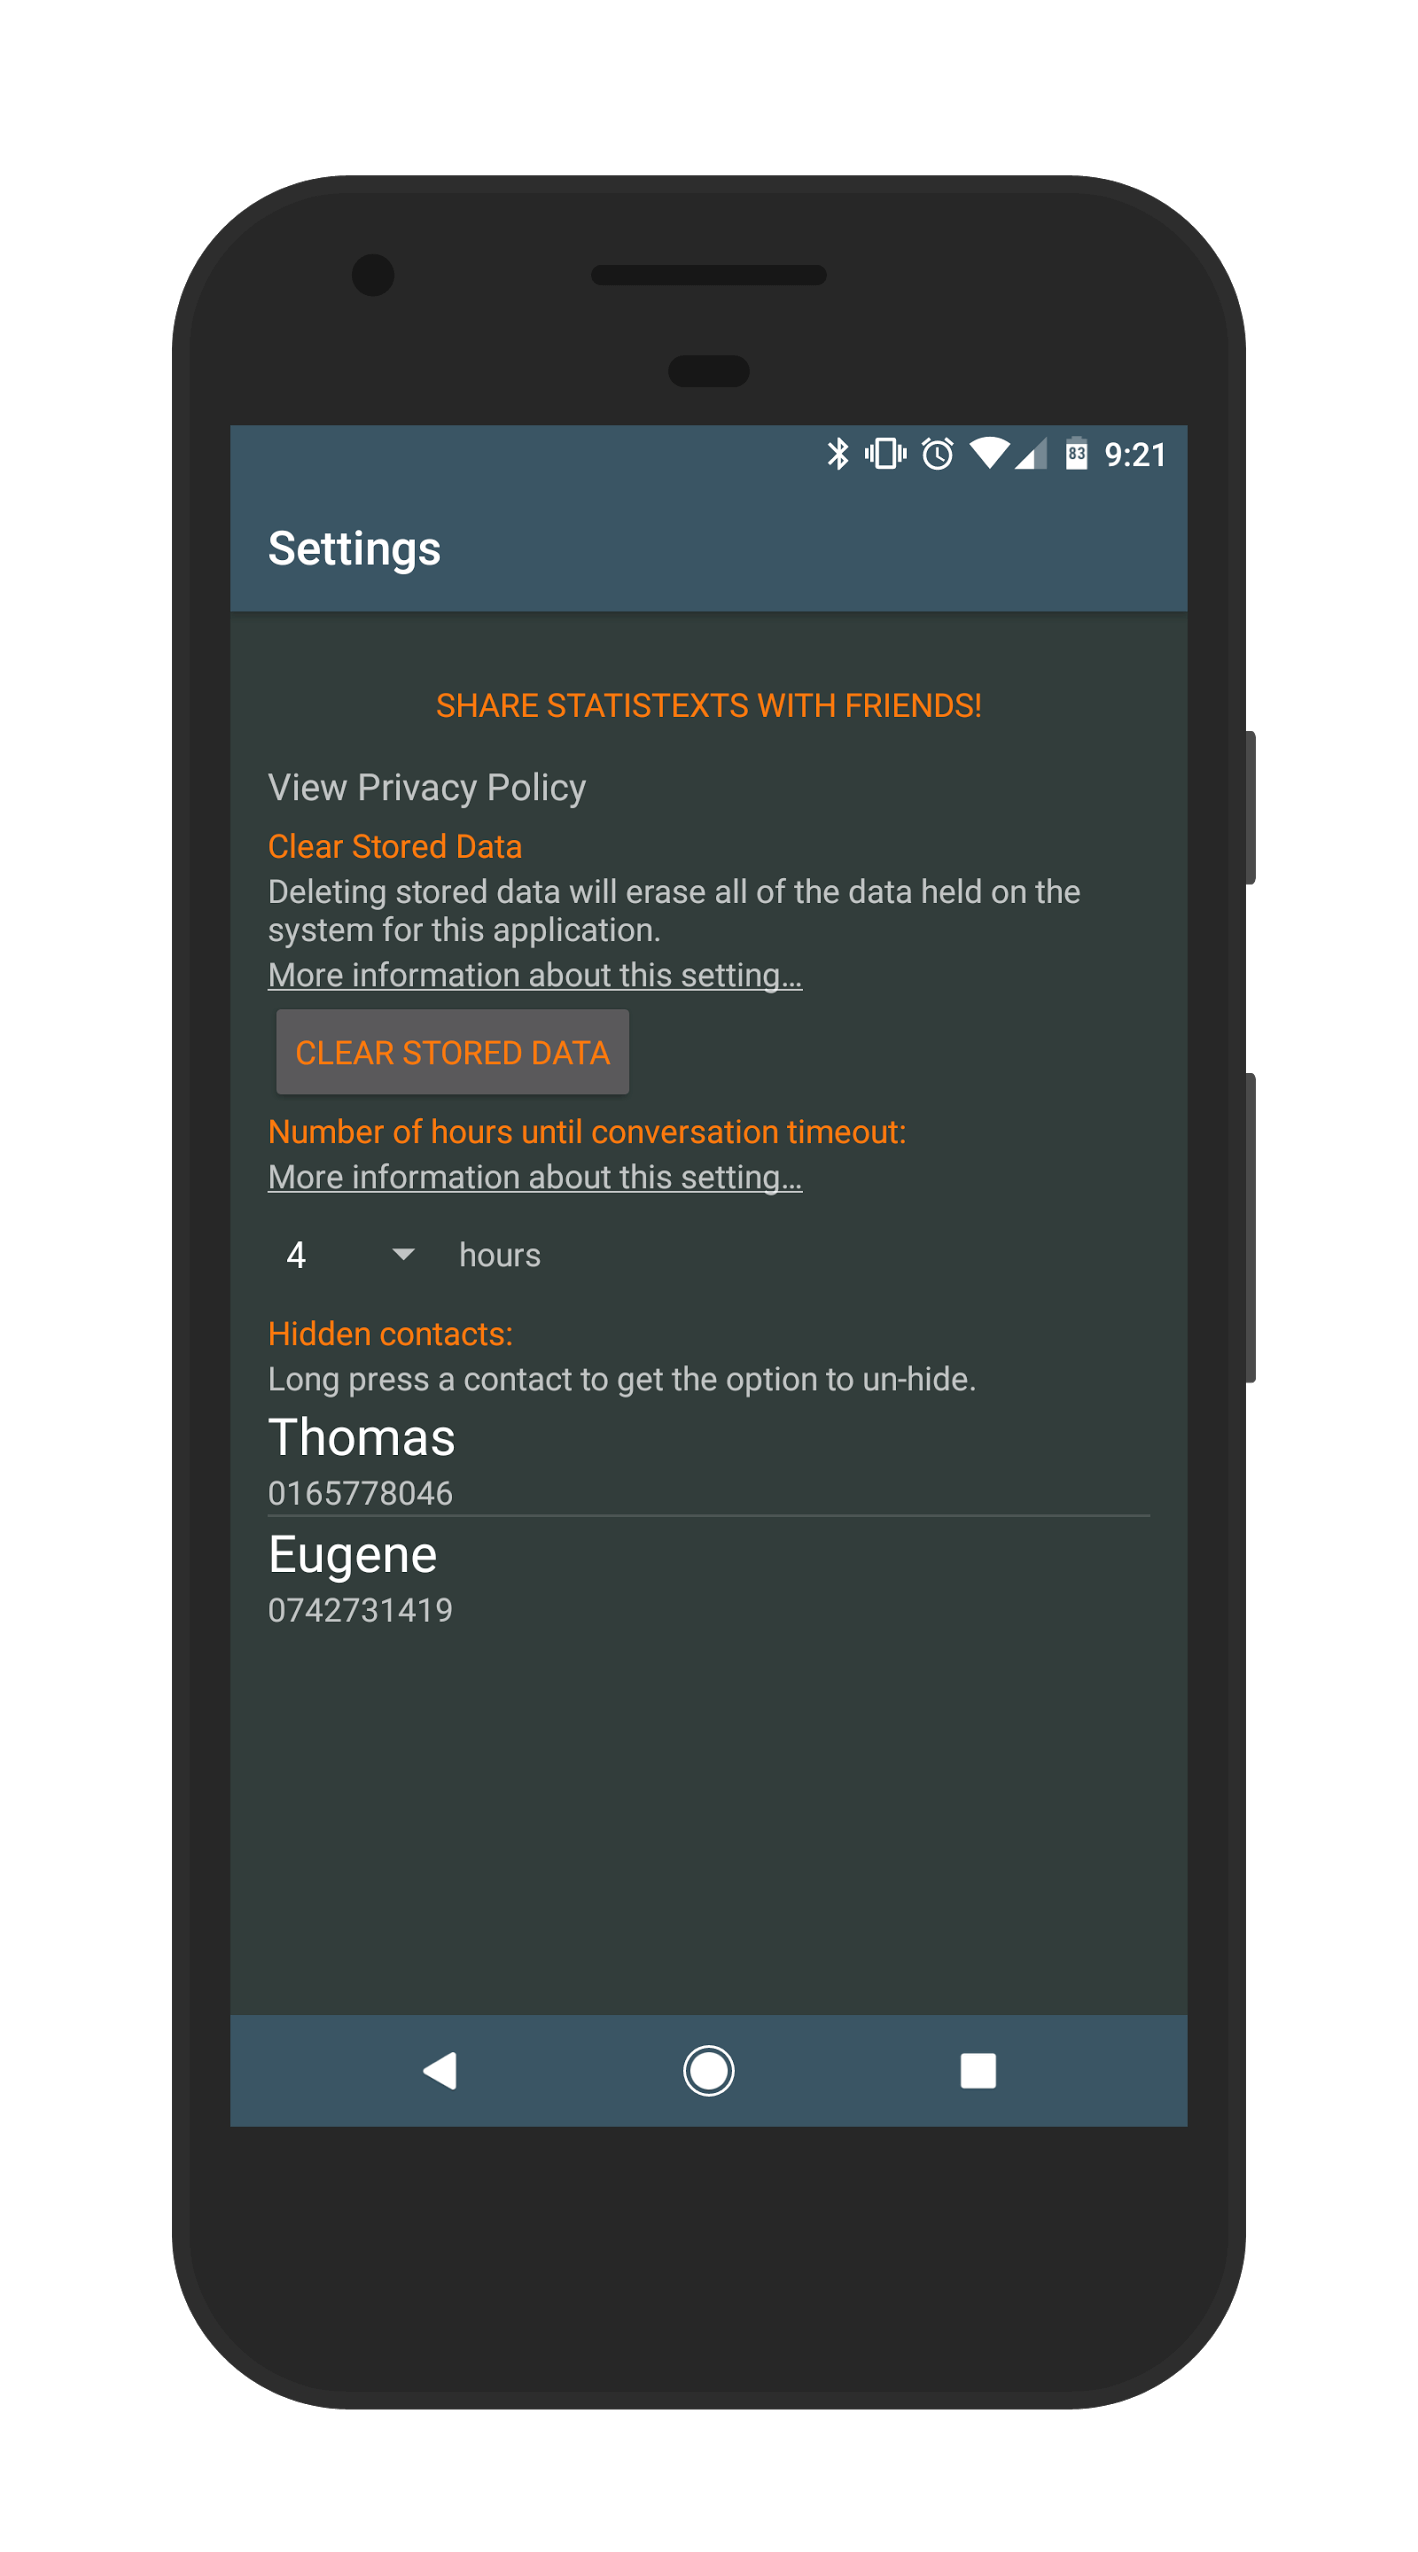 83 9:21
Settings
SHARE STATISTEXTS WITH FRIENDS!
View Privacy Policy
Clear Stored Data
Deleting stored data will erase all of the data held on the
system for this application.
More information about this setting...
CLEAR STORED DATA
Number of hours until conversation timeout:
More information about this setting...
4 hours
Hidden contacts:
Long press a contact to get the option to un-hide.
Thomas
0165778046
Eugene
0742731419